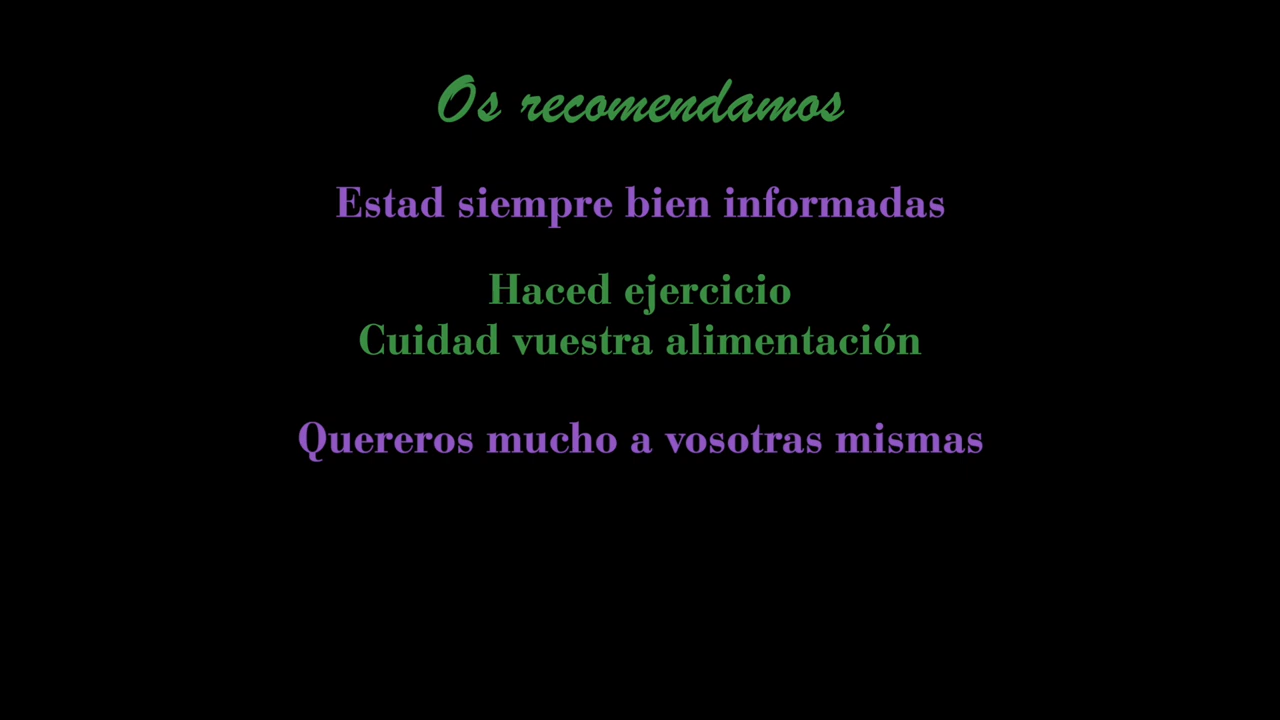 Os recomendamos
Estad siempre bien informadas
Haced ejercicio
Cuidad vuestra alimentación
Quereros mucho a vosotras mismas